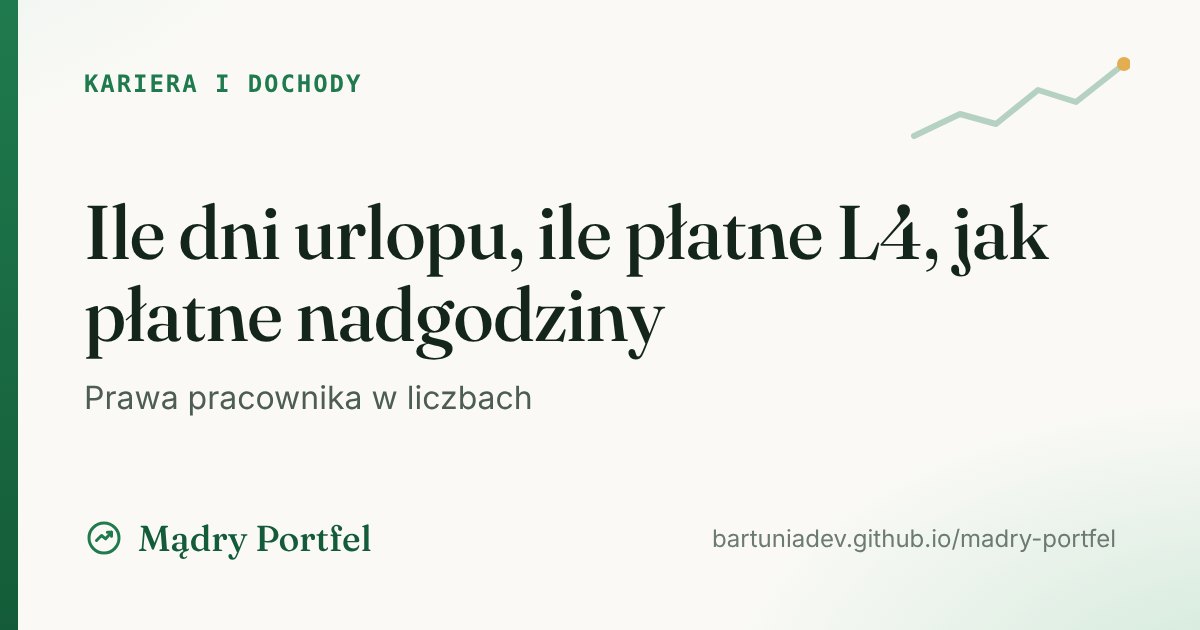 KARIERA I DOCHODY
Ile dni urlopu, ile płatne L4, jak
płatne nadgodziny
Prawa pracownika w liczbach
Mądry Portfel
bartuniadev.github.io/madry-portfel